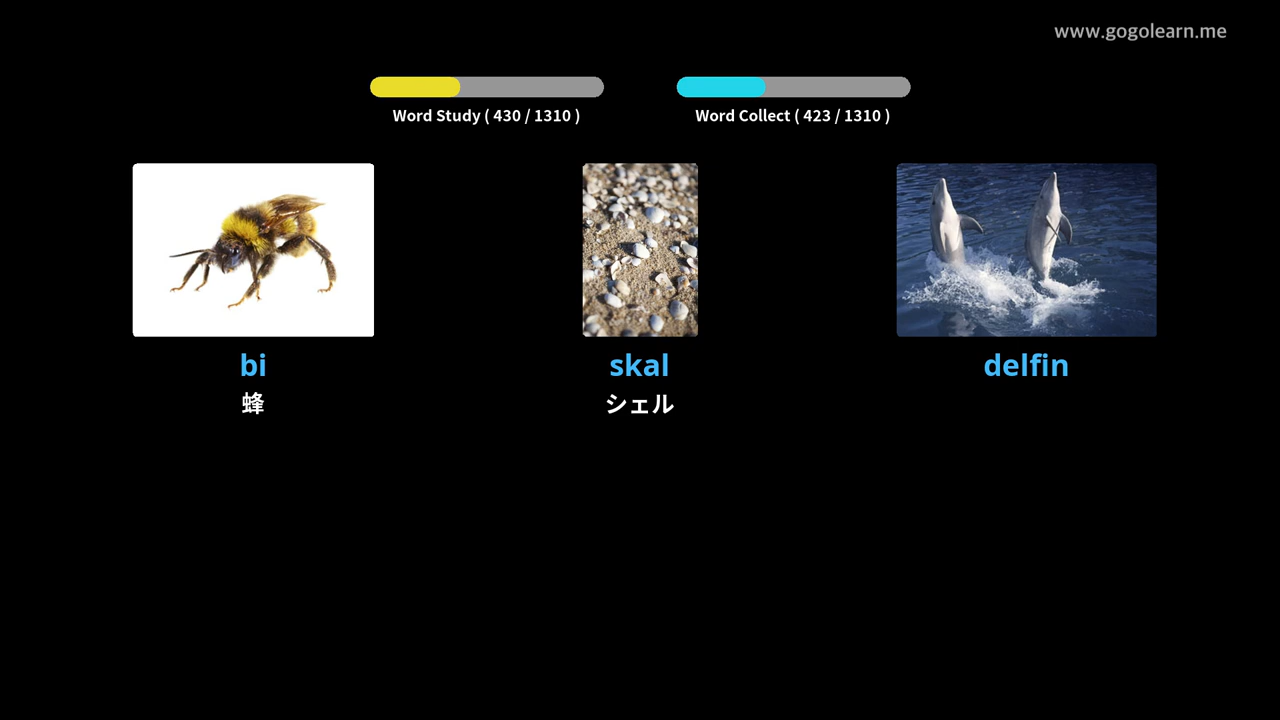 www.gogolearn.me
Word Study ( 430 / 1310 )
Word Collect ( 423 / 1310 )
bi
蜂
skal
シェル
delfin